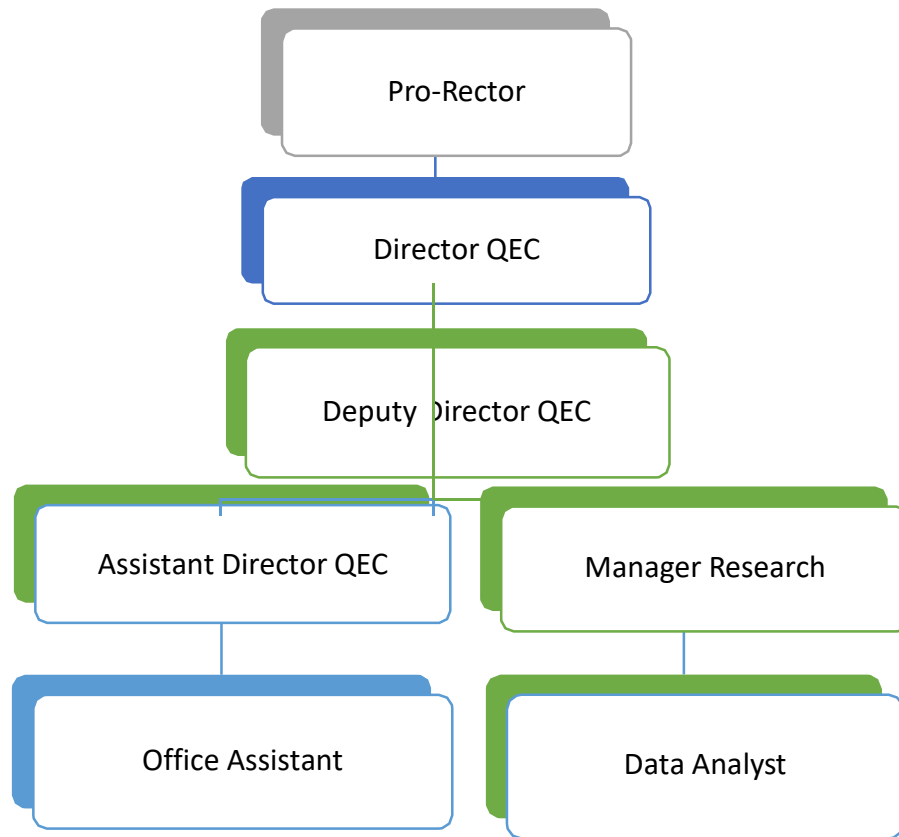 Pro-Rector
Director QEC
Deputy Director QEC
Assistant Director QEC
Manager Research
Office Assistant
Data Analyst